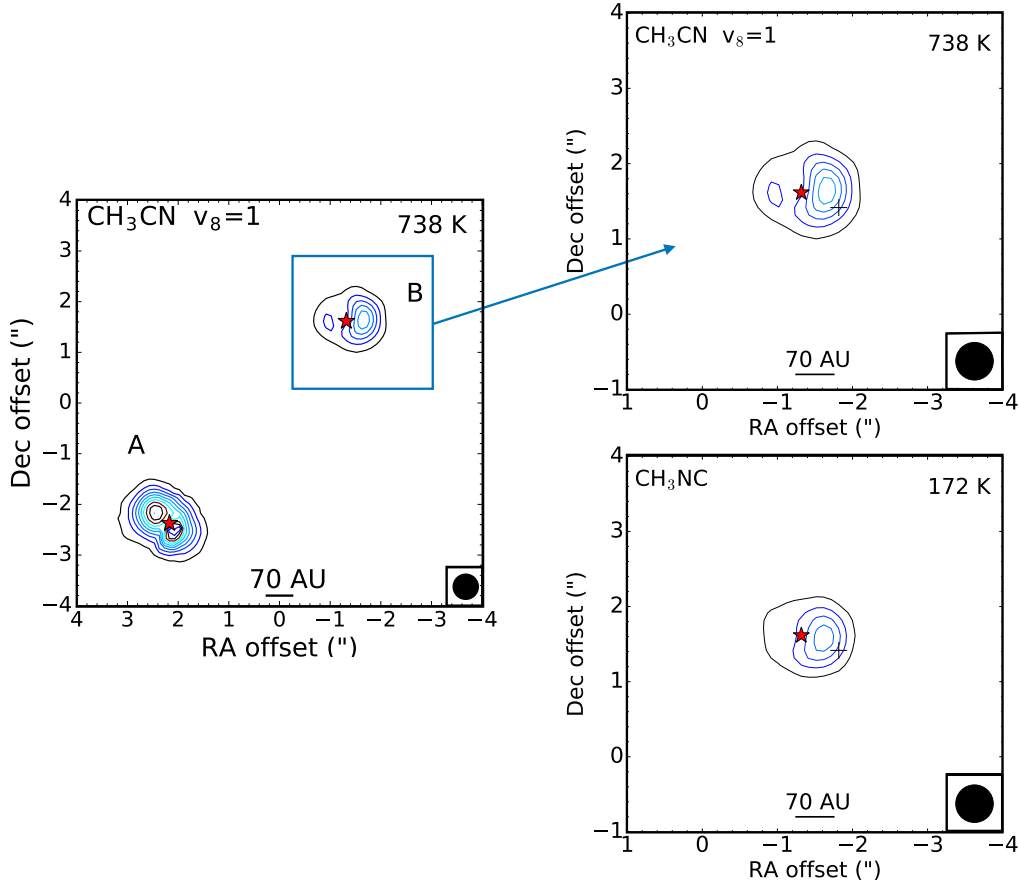 CH₃CN v₈=1
738 K
B
A
70 AU
4
3
2
1
0
−1
−2
−3
−4
Dec offset (")
4 3 2 1 0 −1 −2 −3 −4
RA offset (")
CH₃CN v₈=1
738 K
70 AU
4
3
2
1
0
−1
Dec offset (")
1 0 −1 −2 −3 −4
RA offset (")
CH₃NC
172 K
70 AU
4
3
2
1
0
−1
Dec offset (")
1 0 −1 −2 −3 −4
RA offset (")